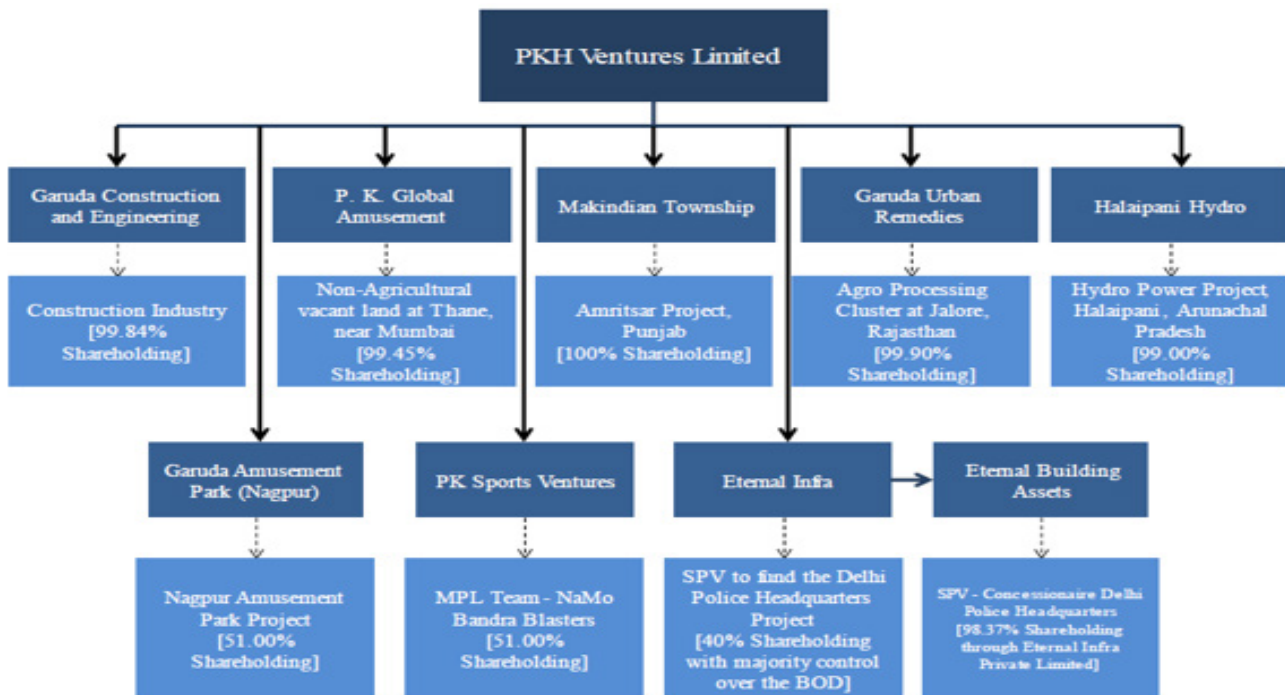 PKH Ventures Limited
Garuda Construction
and Engineering
P. K. Global
Amusement
Makindian Township
Garuda Urban
Remedies
Halaipani Hydro
Construction Industry
[99.84%
Shareholding]
Non-Agricultural
vacant land at Thane,
near Mumbai
[99.45%
Shareholding]
Amritsar Project,
Punjab
[100% Shareholding]
Agro Processing
Cluster at Jalore,
Rajasthan
[99.90%
Shareholding]
Hydro Power Project,
Halaipani, Arunachal
Pradesh
[99.00%
Shareholding]
Garuda Amusement
Park (Nagpur)
PK Sports Ventures
Eternal Infra
Eternal Building
Assets
Nagpur Amusement
Park Project
[51.00%
Shareholding]
MPL Team - NaMo
Bandra Blasters
[51.00%
Shareholding]
SPV to fund the Delhi
Police Headquarters
Project
[40% Shareholding
with majority control
over the BOD]
SPV - Concessionaire Delhi
Police Headquarters
[98.37% Shareholding
through Eternal Infra
Private Limited]